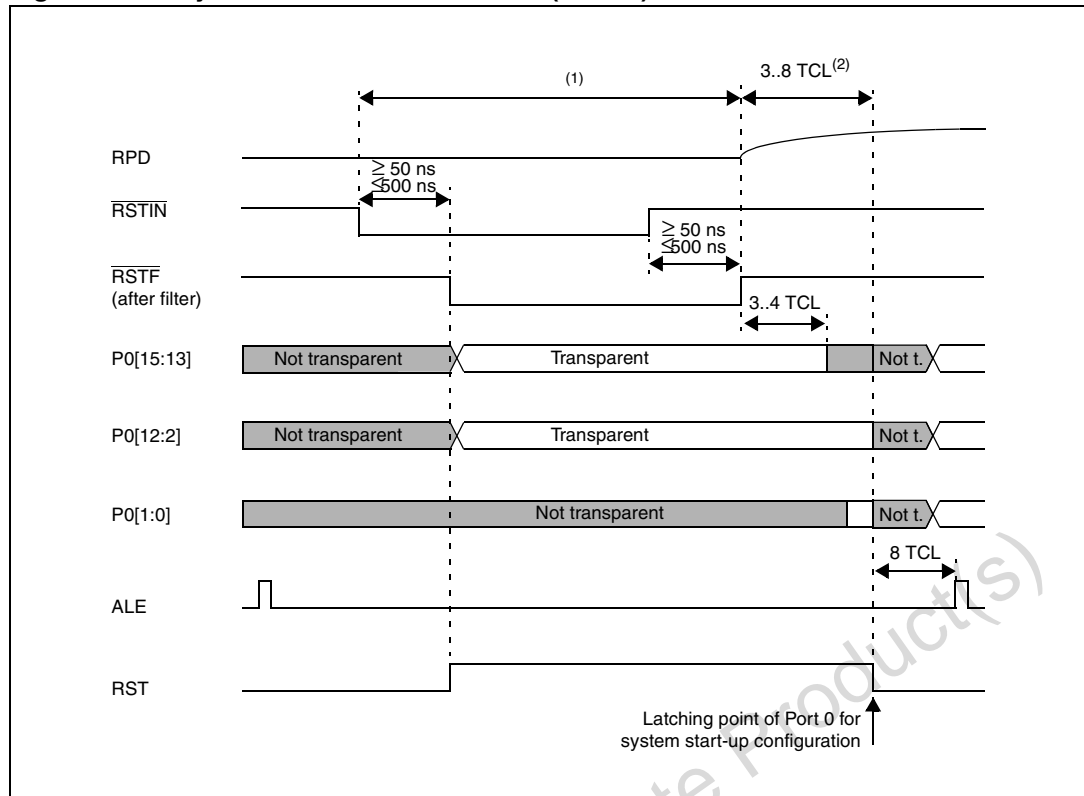 (1)
3..8 TCL(2)
RPD
≥ 50 ns
≤500 ns
RSTIN
≥ 50 ns
≤500 ns
RSTF
(after filter)
3..4 TCL
P0[15:13]
Not transparent
Transparent
Not t.
P0[12:2]
Not transparent
Transparent
Not t.
P0[1:0]
Not transparent
Not t.
8 TCL
ALE
RST
Latching point of Port 0 for
system start-up configuration
te Product(s)